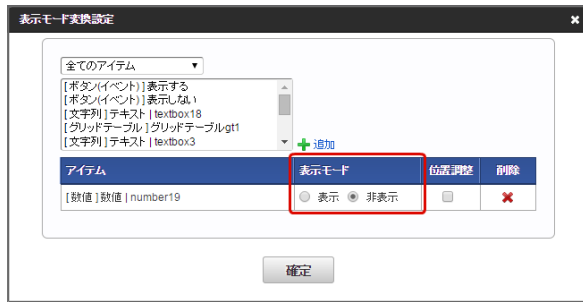 表示モード変換設定
全てのアイテム
[ボタン(イベント)]表示する
[ボタン(イベント)]表示しない
[文字列]テキスト | textbox18
[グリッドテーブル]グリッドテーブルgt1
[文字列]テキスト | textbox3
追加
アイテム 表示モード 位置調整 削除
[数値]数値 | number19 表示 非表示
確定